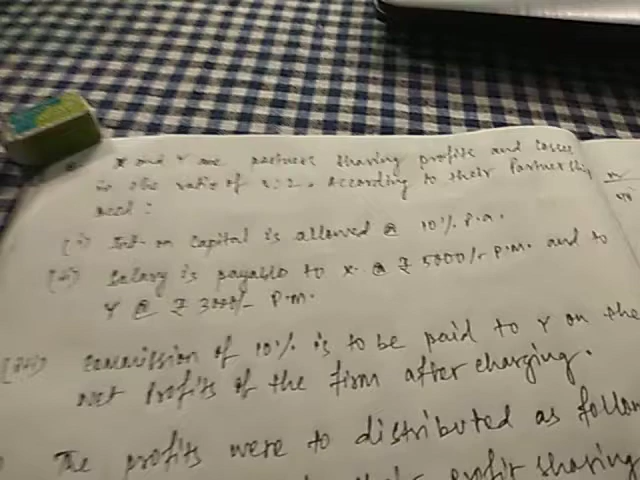 X and Y are partners sharing profits and losses
in the ratio of : 2. According to their Partnership
Deed :
(i) Int. on Capital is allowed @ 10% P.a.
(ii) Salary is payable to X @ ₹ 5000/- P.M. and to
Y @ ₹ 3000/- P.M.
(iii) Commission of 10% is to be paid to Y on the
net Profits of the firm after charging.
The profits were to distributed as follow
profit sharing